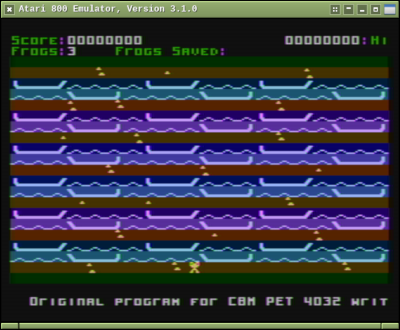 Atari 800 Emulator, Version 3.1.0
Score:00000000 00000000:Hi
Frogs:3 Frogs Saved:
Original program for CBM PET 4032 writ